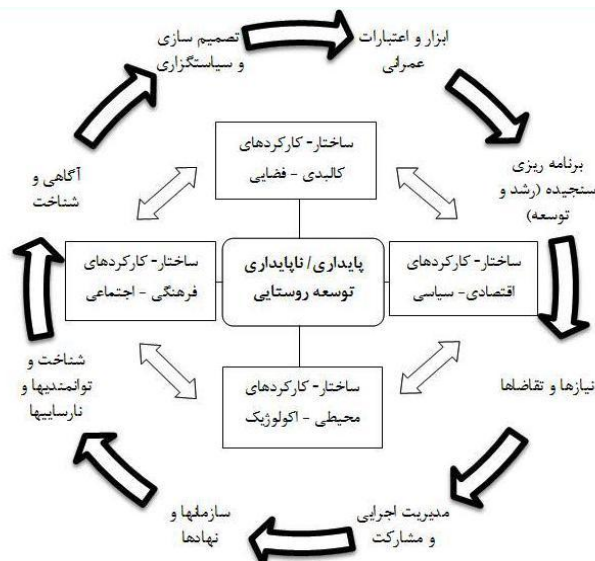 تصمیم سازی
و سیاستگزاری
ابزار و اعتبارات
عمرانی
برنامه ریزی
سنجیده (رشد و
توسعه)
نیازها و تقاضاها
مدیریت اجرایی
و مشارکت
سازمانها و
نهادها
شناخت و
توانمندیها و
نارساییها
آگاهی و
شناخت
ساختار- کارکردهای
کالبدی - فضایی
ساختار- کارکردهای
اقتصادی- سیاسی
پایداری/ ناپایداری
توسعه روستایی
ساختار- کارکردهای
فرهنگی - اجتماعی
ساختار- کارکردهای
محیطی - اکولوژیک